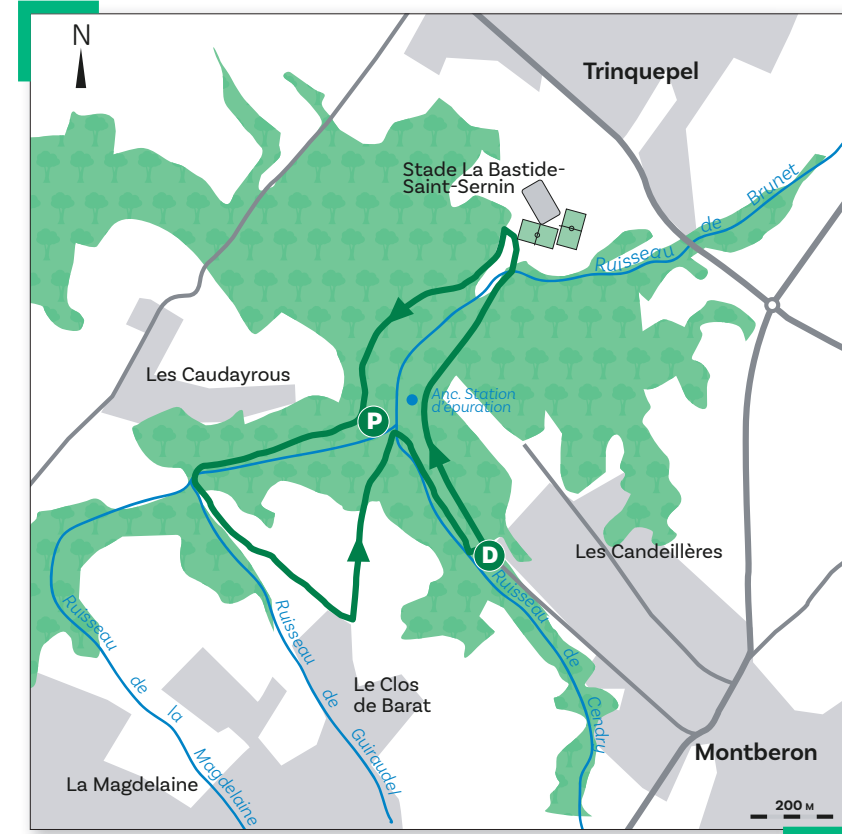 N
Trinquepel
Stade La Bastide-
Saint-Sernin
Ruisseau de Brunet
Les Caudayrous
Anc. Station
d'épuration
P
D
Les Candeillères
Ruisseau de la Magdelaine
Ruisseau de Guiraudel
Ruisseau de Cendry
Le Clos
de Barat
Montberon
La Magdelaine
200 M